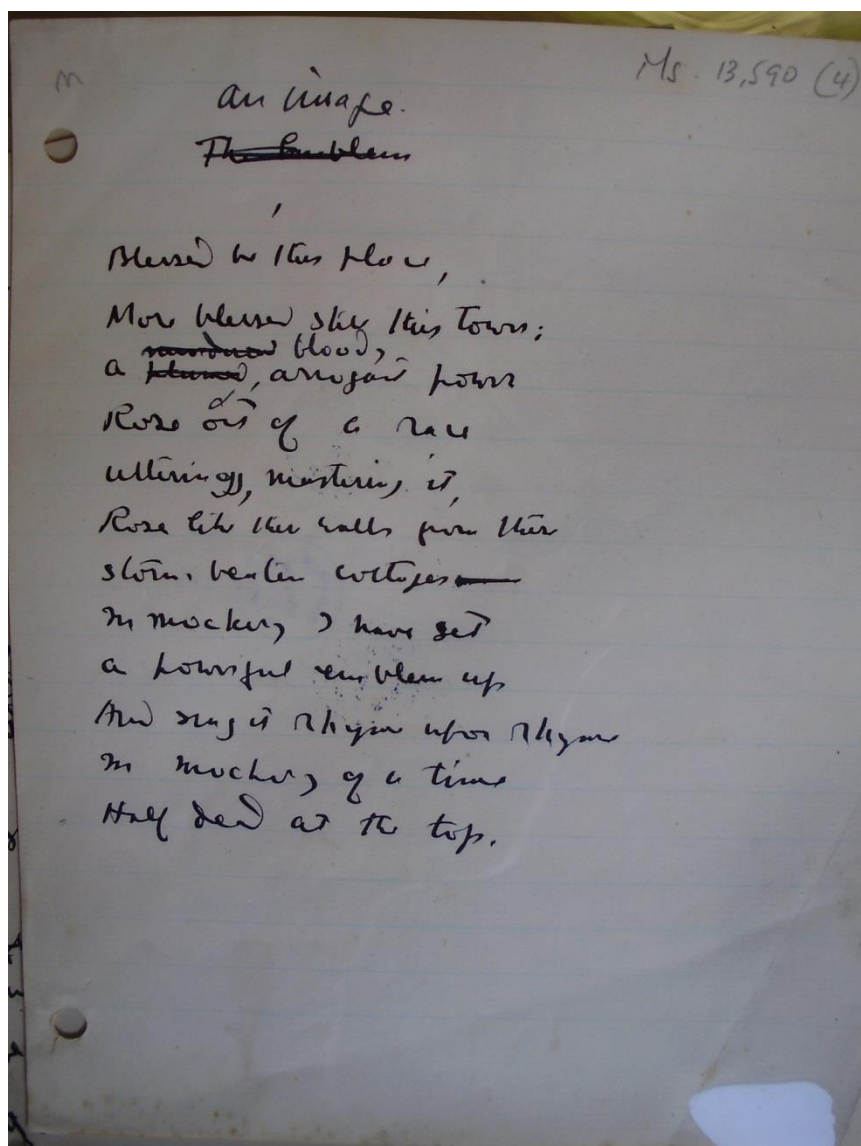 Ms. 13,590 (4)
an image.
The Emblem
Blessed be this place,
More blessed still this tower;
blood,
a arrogant power
Rose out of a race
uttering, mastering it,
Rose like these walls from these
storm-beaten cottages—
In mockery I have set
a powerful emblem up
And sing it rhyme upon rhyme
In mockery of a time
Half dead at the top.